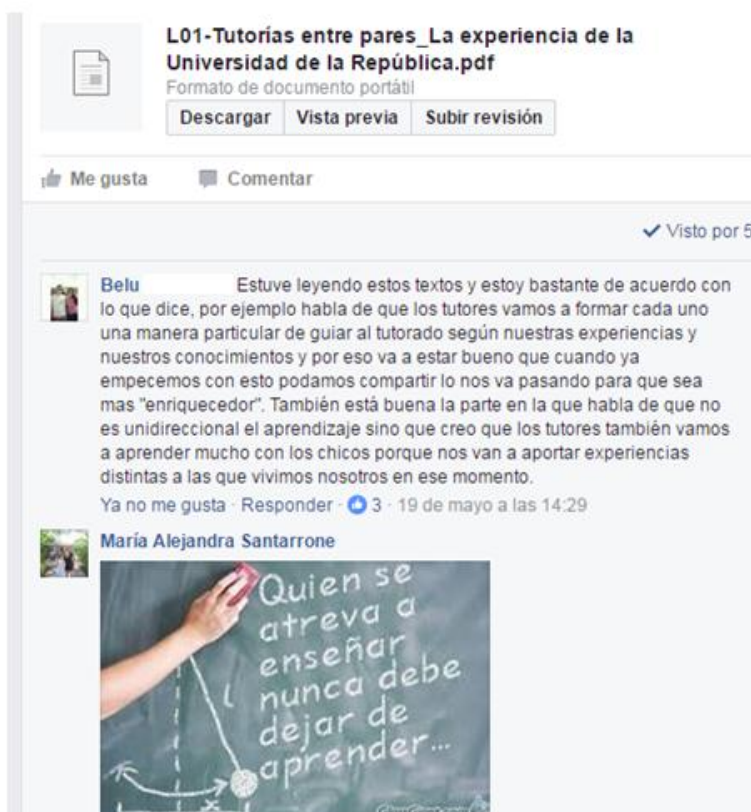 L01-Tutorías entre pares_La experiencia de la
Universidad de la República.pdf
Formato de documento portátil
Descargar Vista previa Subir revisión
Me gusta Comentar
Visto por 5
Belu Estuve leyendo estos textos y estoy bastante de acuerdo con
lo que dice, por ejemplo habla de que los tutores vamos a formar cada uno
una manera particular de guiar al tutorado según nuestras experiencias y
nuestros conocimientos y por eso va a estar bueno que cuando ya
empecemos con esto podamos compartir lo nos va pasando para que sea
mas "enriquecedor". También está buena la parte en la que habla de que no
es unidireccional el aprendizaje sino que creo que los tutores también vamos
a aprender mucho con los chicos porque nos van a aportar experiencias
distintas a las que vivimos nosotros en ese momento.
Ya no me gusta · Responder · 3 · 19 de mayo a las 14:29
María Alejandra Santarrone
Quien se
atreva a
enseñar
nunca debe
dejar de
aprender...